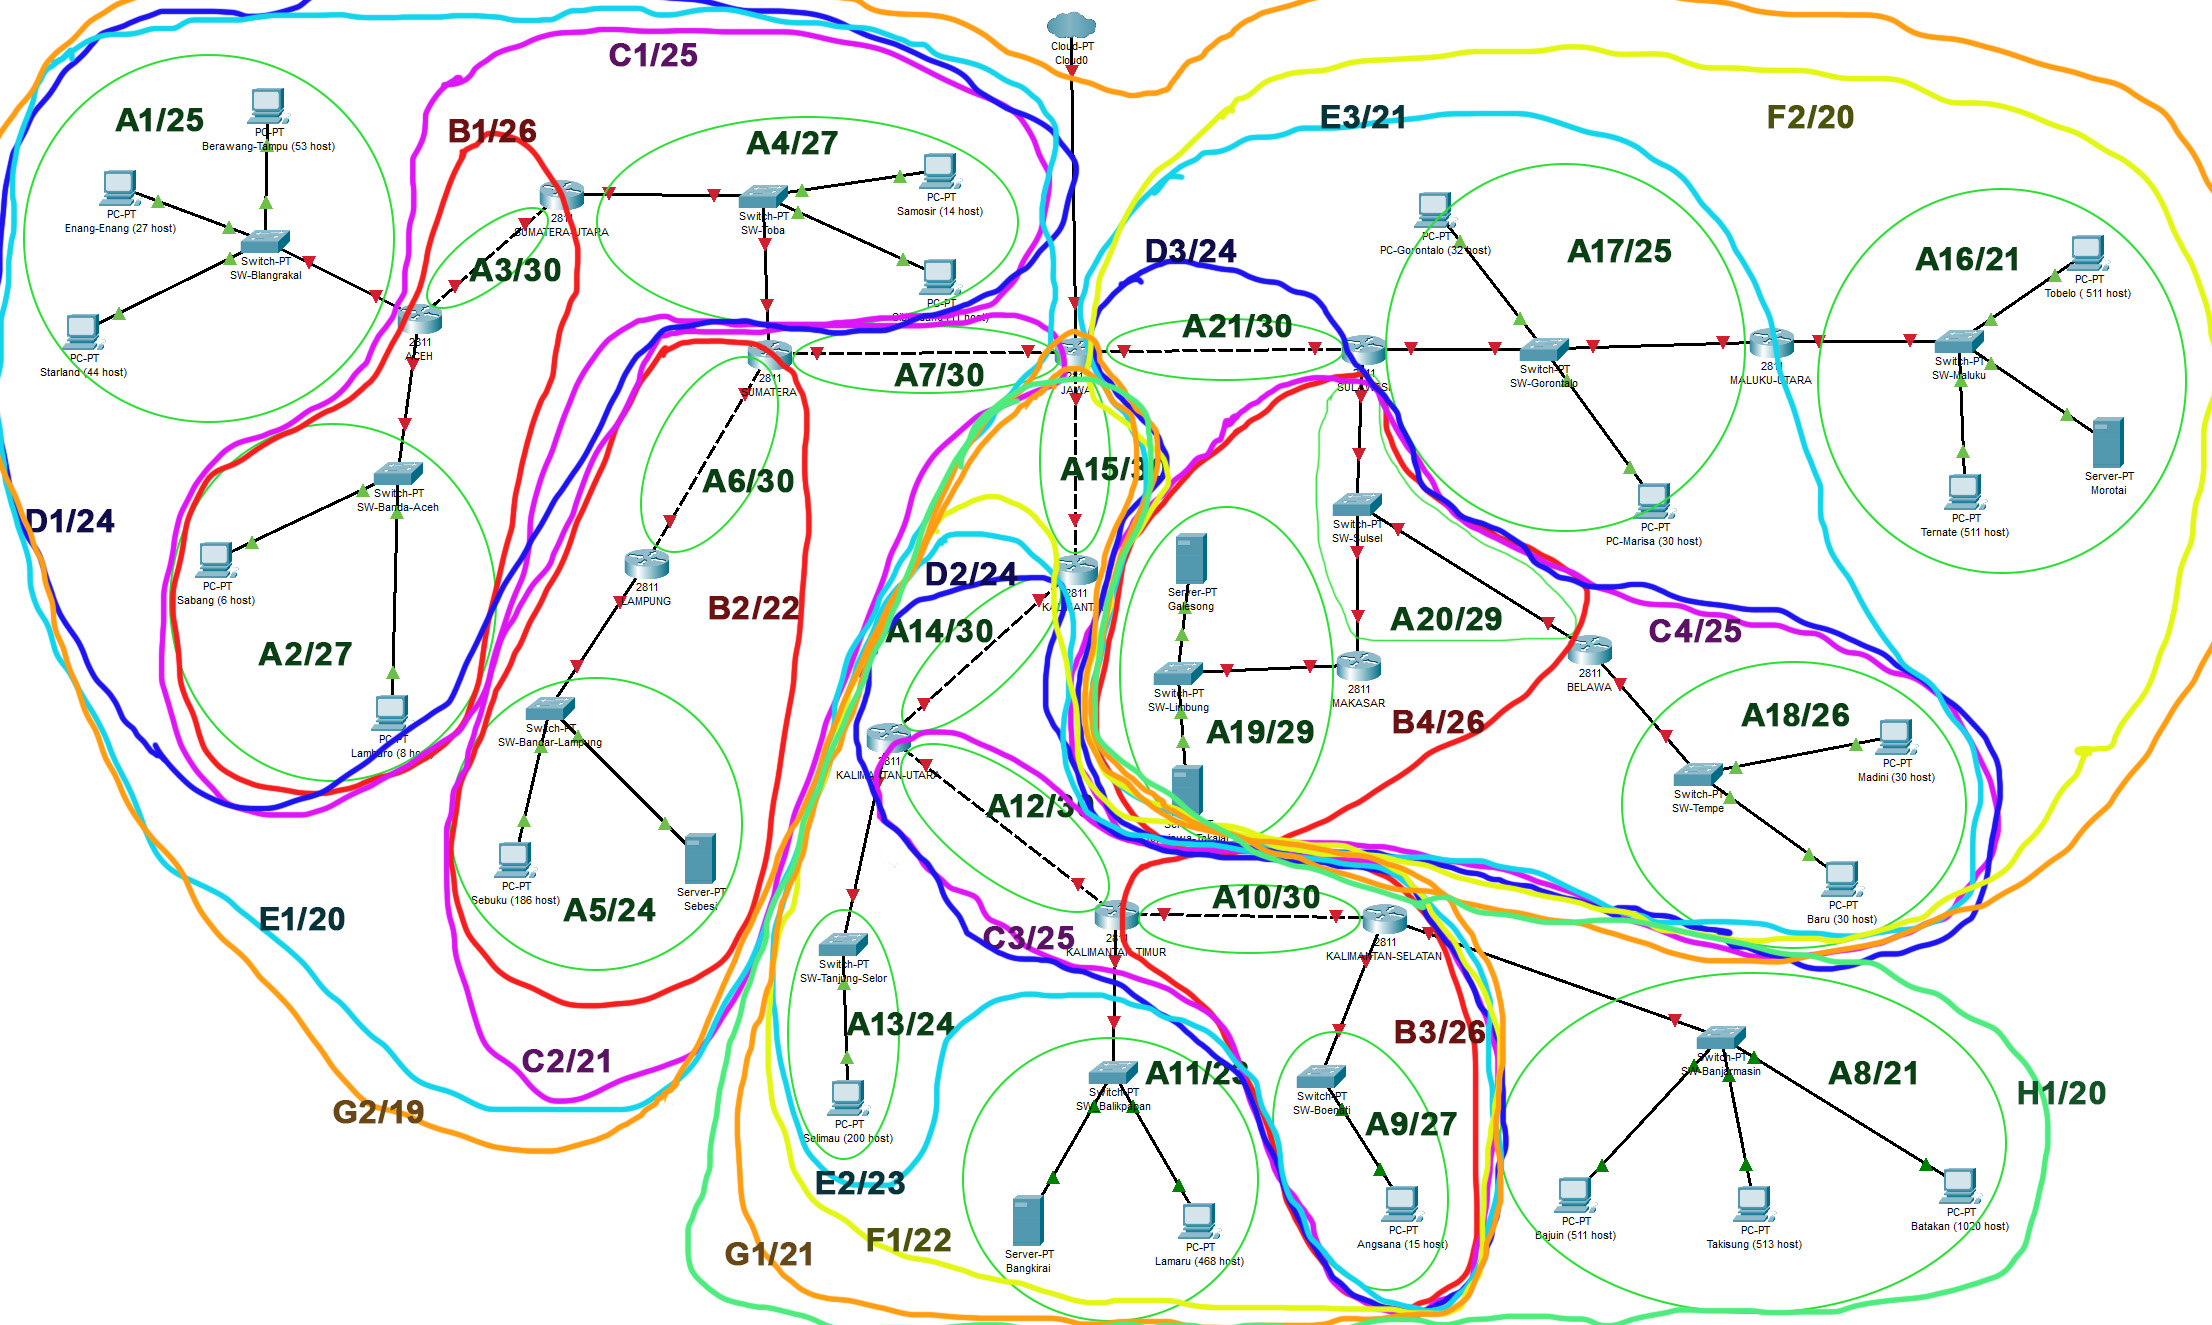 Cloud-PT
Cloud0
C1/25
A1/25
PC-PT
Berawang-Tampu (53 host)
PC-PT
Enang-Enang (27 host)
Switch-PT
SW-Blangrakal
PC-PT
Starland (44 host)
B1/26
2811
SUMATERA-UTARA
A3/30
2811
ACEH
A4/27
Switch-PT
SW-Toba
PC-PT
Samosir (14 host)
PC-PT
E3/21
F2/20
D3/24
A17/25
PC-PT
PC-Gorontalo (32 host)
Switch-PT
SW-Gorontalo
PC-PT
PC-Marisa (30 host)
A16/21
PC-PT
Tobelo ( 511 host)
Switch-PT
SW-Maluku
Server-PT
Morotai
PC-PT
Ternate (511 host)
2811
MALUKU-UTARA
A21/30
2811
SULAWESI
2811
JAWA
A7/30
2811
SUMATERA
A6/30
A15/30
Switch-PT
SW-Banda-Aceh
PC-PT
Sabang (6 host)
A2/27
PC-PT
D1/24
2811
LAMPUNG
B2/22
Switch-PT
SW-Bandar-Lampung
PC-PT
Sebuku (186 host)
Server-PT
Sebesi
A5/24
E1/20
C2/21
G2/19
D2/24
2811
A14/30
2811
KALIMANTAN-UTARA
A12/30
Switch-PT
SW-Sulsel
Server-PT
Galesong
A20/29
C4/25
Switch-PT
SW-Limbung
2811
MAKASAR
2811
BELAWA
A19/29
B4/26
A18/26
PC-PT
Madini (30 host)
Switch-PT
SW-Tempe
PC-PT
Baru (30 host)
A10/30
C3/25
2811
KALIMANTAN-TIMUR
2811
KALIMANTAN-SELATAN
Switch-PT
SW-Tanjung-Selor
A13/24
PC-PT
Selimau (200 host)
E2/23
F1/22
G1/21
A11/23
Switch-PT
SW-Balikpapan
Server-PT
Bangkirai
PC-PT
Lamaru (468 host)
B3/26
Switch-PT
A9/27
PC-PT
Angsana (15 host)
Switch-PT
SW-Banjarmasin
A8/21
H1/20
PC-PT
Bajuin (511 host)
PC-PT
Takisung (513 host)
PC-PT
Batakan (1020 host)